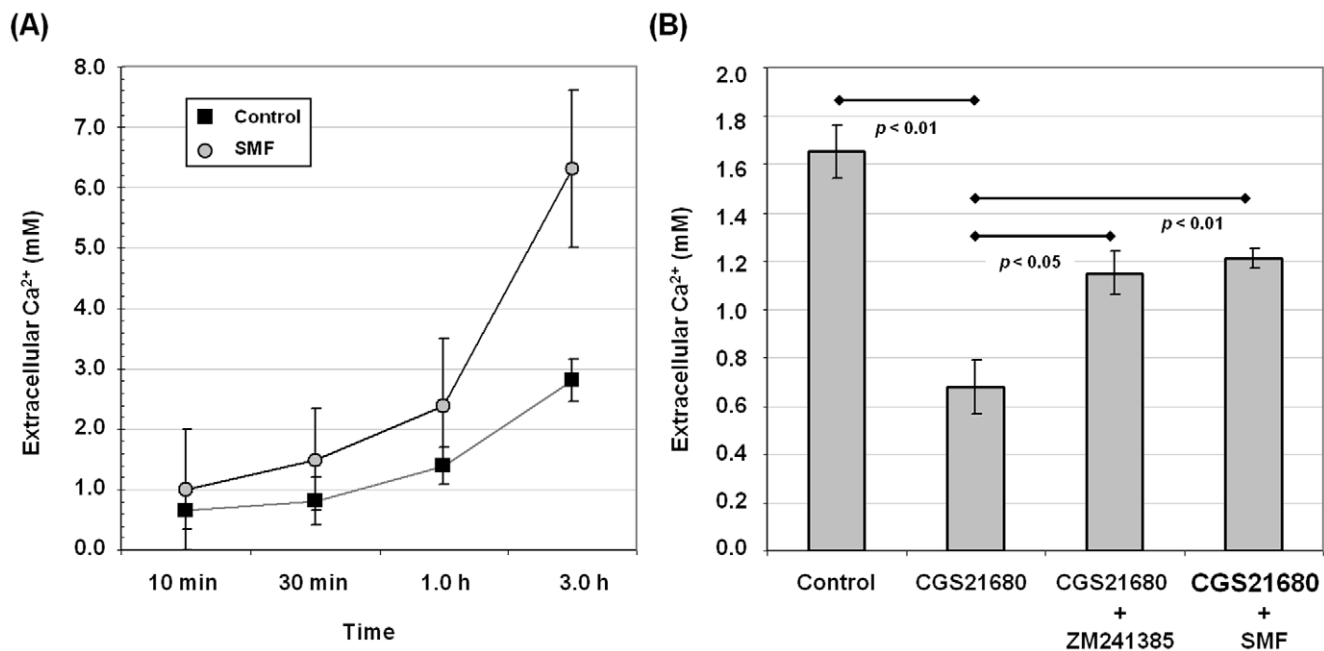 (A)
Extracellular Ca²⁺ (mM)
8.0
7.0
6.0
5.0
4.0
3.0
2.0
1.0
0.0
Control
SMF
10 min 30 min 1.0 h 3.0 h
Time
(B)
Extracellular Ca²⁺ (mM)
2.0
1.8
1.6
1.4
1.2
1.0
0.8
0.6
0.4
0.2
0.0
p < 0.01
p < 0.01
p < 0.05
Control
CGS21680
CGS21680
+
ZM241385
CGS21680
+
SMF